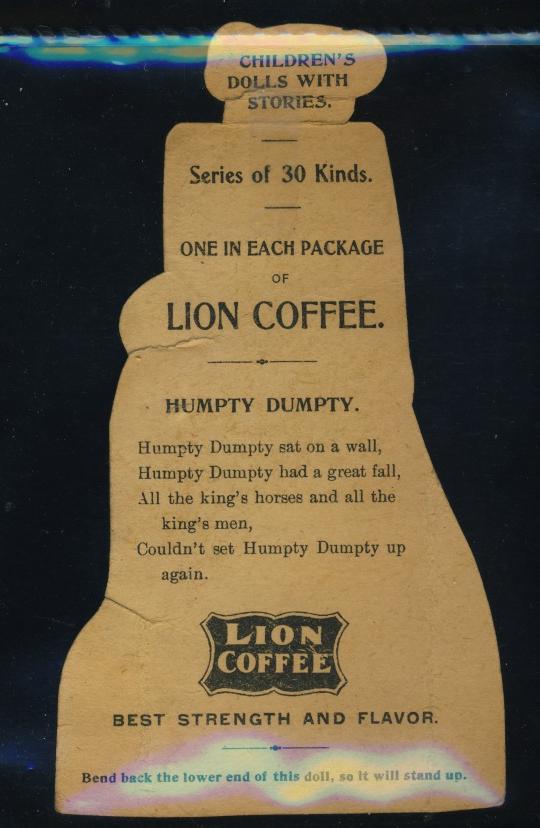 CHILDREN'S
DOLLS WITH
STORIES.
Series of 30 Kinds.
ONE IN EACH PACKAGE
OF
LION COFFEE.
HUMPTY DUMPTY.
Humpty Dumpty sat on a wall,
Humpty Dumpty had a great fall,
All the king's horses and all the
king's men,
Couldn't set Humpty Dumpty up
again.
LION
COFFEE
BEST STRENGTH AND FLAVOR.
Bend back the lower end of this doll, so it will stand up.